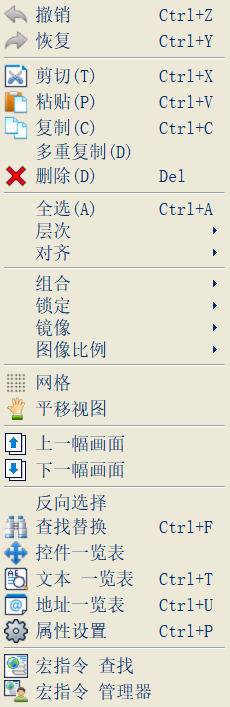 撤销 Ctrl+Z
恢复 Ctrl+Y
剪切(T) Ctrl+X
粘贴(P) Ctrl+V
复制(C) Ctrl+C
多重复制(D)
删除(D) Del
全选(A) Ctrl+A
层次
对齐
组合
锁定
镜像
图像比例
网格
平移视图
上一幅画面
下一幅画面
反向选择
查找替换 Ctrl+F
控件一览表
文本 一览表 Ctrl+T
地址一览表 Ctrl+U
属性设置 Ctrl+P
宏指令 查找
宏指令 管理器